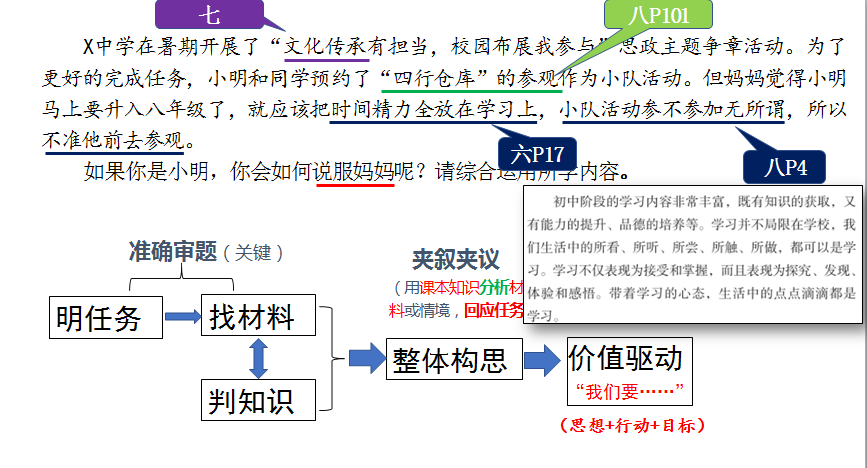 七
八P101
X中学在暑期开展了“文化传承有担当，校园布展我参与”思政主题争章活动。为了
更好的完成任务，小明和同学预约了“四行仓库”的参观作为小队活动。但妈妈觉得小明
马上要升入八年级了，就应该把时间精力全放在学习上，小队活动参不参加无所谓，所以
不准他前去参观。
六P17
八P4
如果你是小明，你会如何说服妈妈呢？请综合运用所学内容。
初中阶段的学习内容非常丰富，既有知识的获取，又
有能力的提升、品德的培养等。学习并不局限在学校，我
们生活中的所看、所听、所尝、所触、所做，都可以是学
习。学习不仅表现为接受和掌握，而且表现为探究、发现、
体验和感悟。带着学习的心态，生活中的点点滴滴都是
学习。
准确审题（关键）
夹叙夹议
（用课本知识分析材
料或情境，回应任务
明任务
找材料
判知识
整体构思
价值驱动
“我们要……”
（思想+行动+目标）